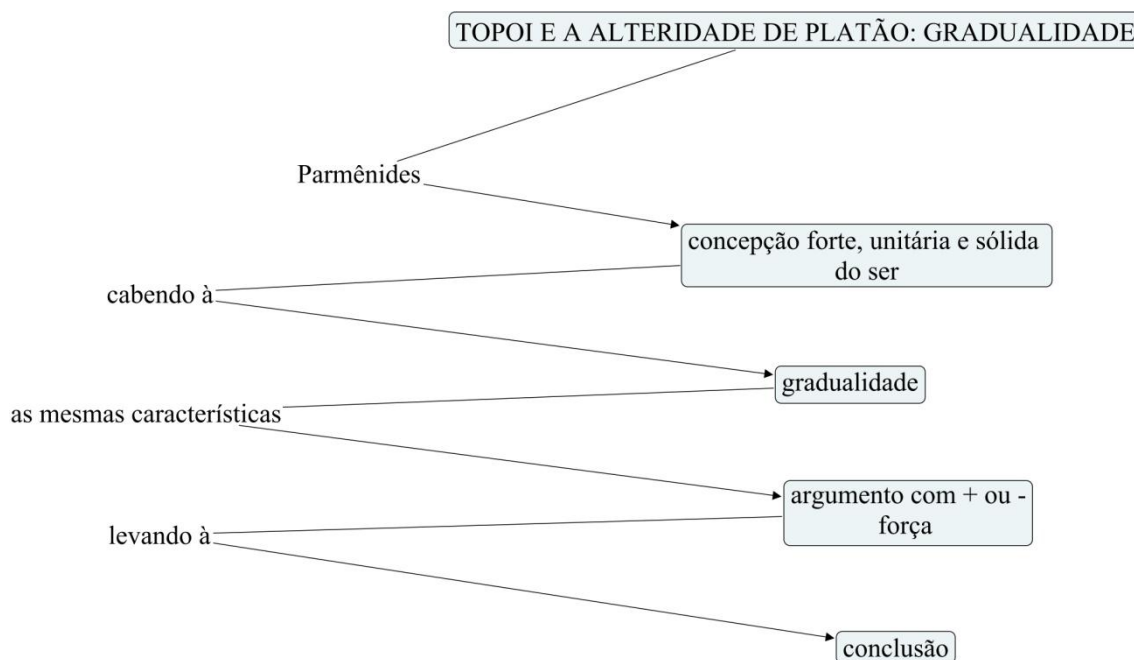 TOPOI E A ALTERIDADE DE PLATÃO: GRADUALIDADE
Parmênides
concepção forte, unitária e sólida
do ser
cabendo à
gradualidade
as mesmas características
argumento com + ou -
força
levando à
conclusão